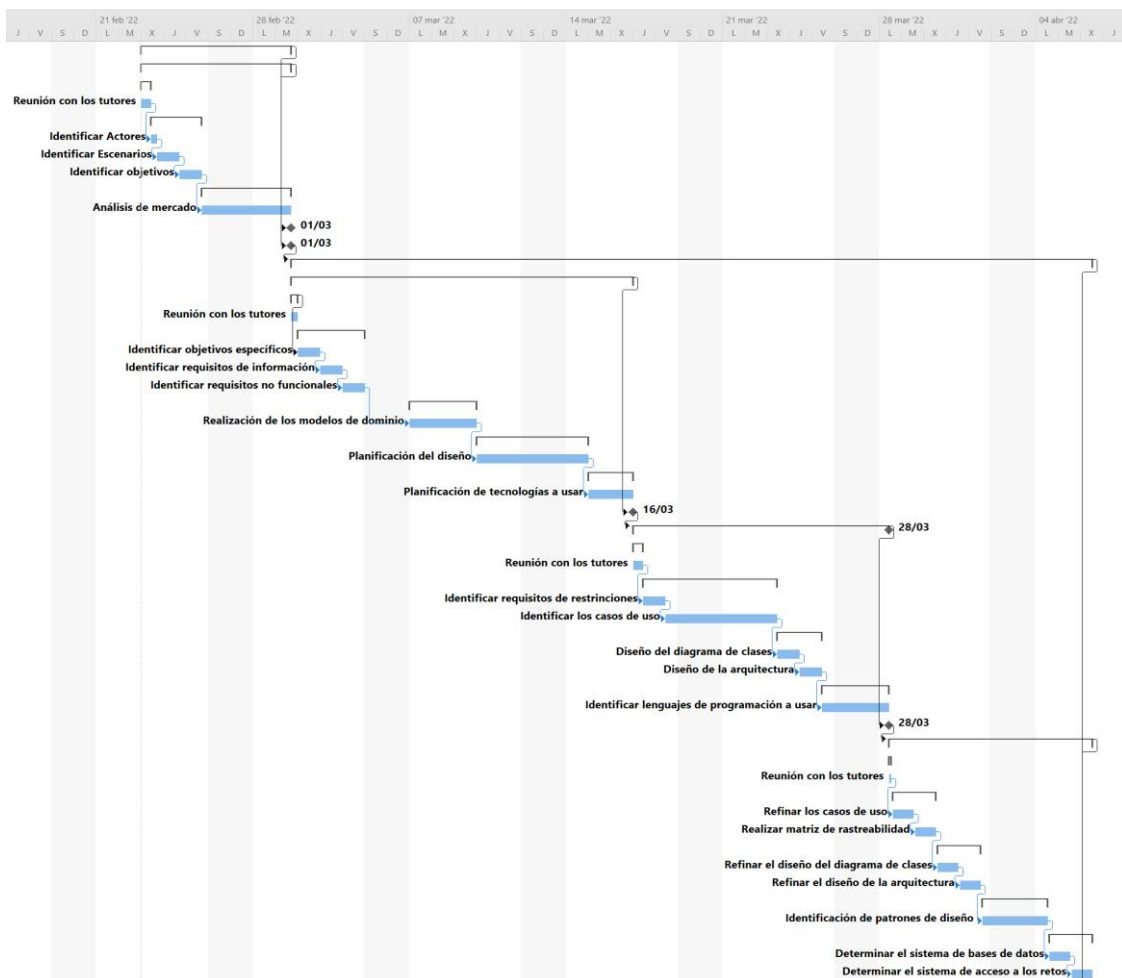 21 feb '22 28 feb '22 07 mar '22 14 mar '22 21 mar '22 28 mar '22 04 abr '22
J V S D L M X J V S D L M X J V S D L M X J V S D L M X J V S D L M X J V S D L M X J V S D L M X J
Reunión con los tutores
Identificar Actores
Identificar Escenarios
Identificar objetivos
Análisis de mercado
01/03
01/03
Reunión con los tutores
Identificar objetivos específicos
Identificar requisitos de información
Identificar requisitos no funcionales
Realización de los modelos de dominio
Planificación del diseño
Planificación de tecnologías a usar
16/03
28/03
Reunión con los tutores
Identificar requisitos de restrinciones
Identificar los casos de uso
Diseño del diagrama de clases
Diseño de la arquitectura
Identificar lenguajes de programación a usar
28/03
Reunión con los tutores
Refinar los casos de uso
Realizar matriz de rastreabilidad
Refinar el diseño del diagrama de clases
Refinar el diseño de la arquitectura
Identificación de patrones de diseño
Determinar el sistema de bases de datos
Determinar el sistema de acceso a los retos